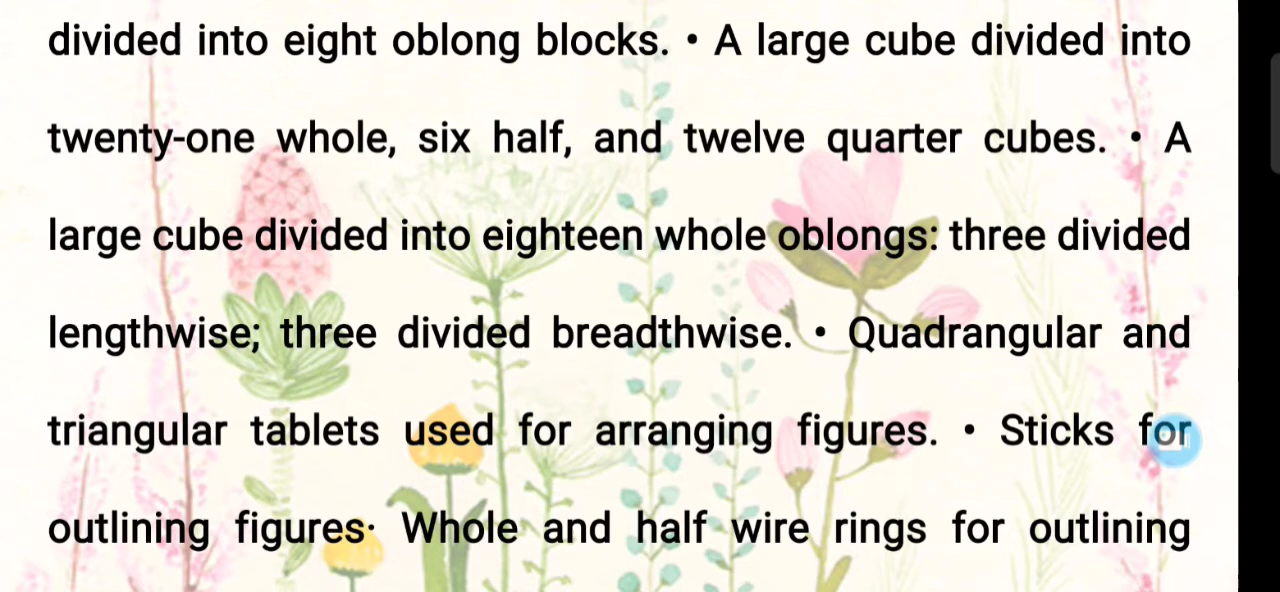 divided into eight oblong blocks. • A large cube divided into
twenty-one whole, six half, and twelve quarter cubes. • A
large cube divided into eighteen whole oblongs: three divided
lengthwise; three divided breadthwise. • Quadrangular and
triangular tablets used for arranging figures. • Sticks for
outlining figures· Whole and half wire rings for outlining